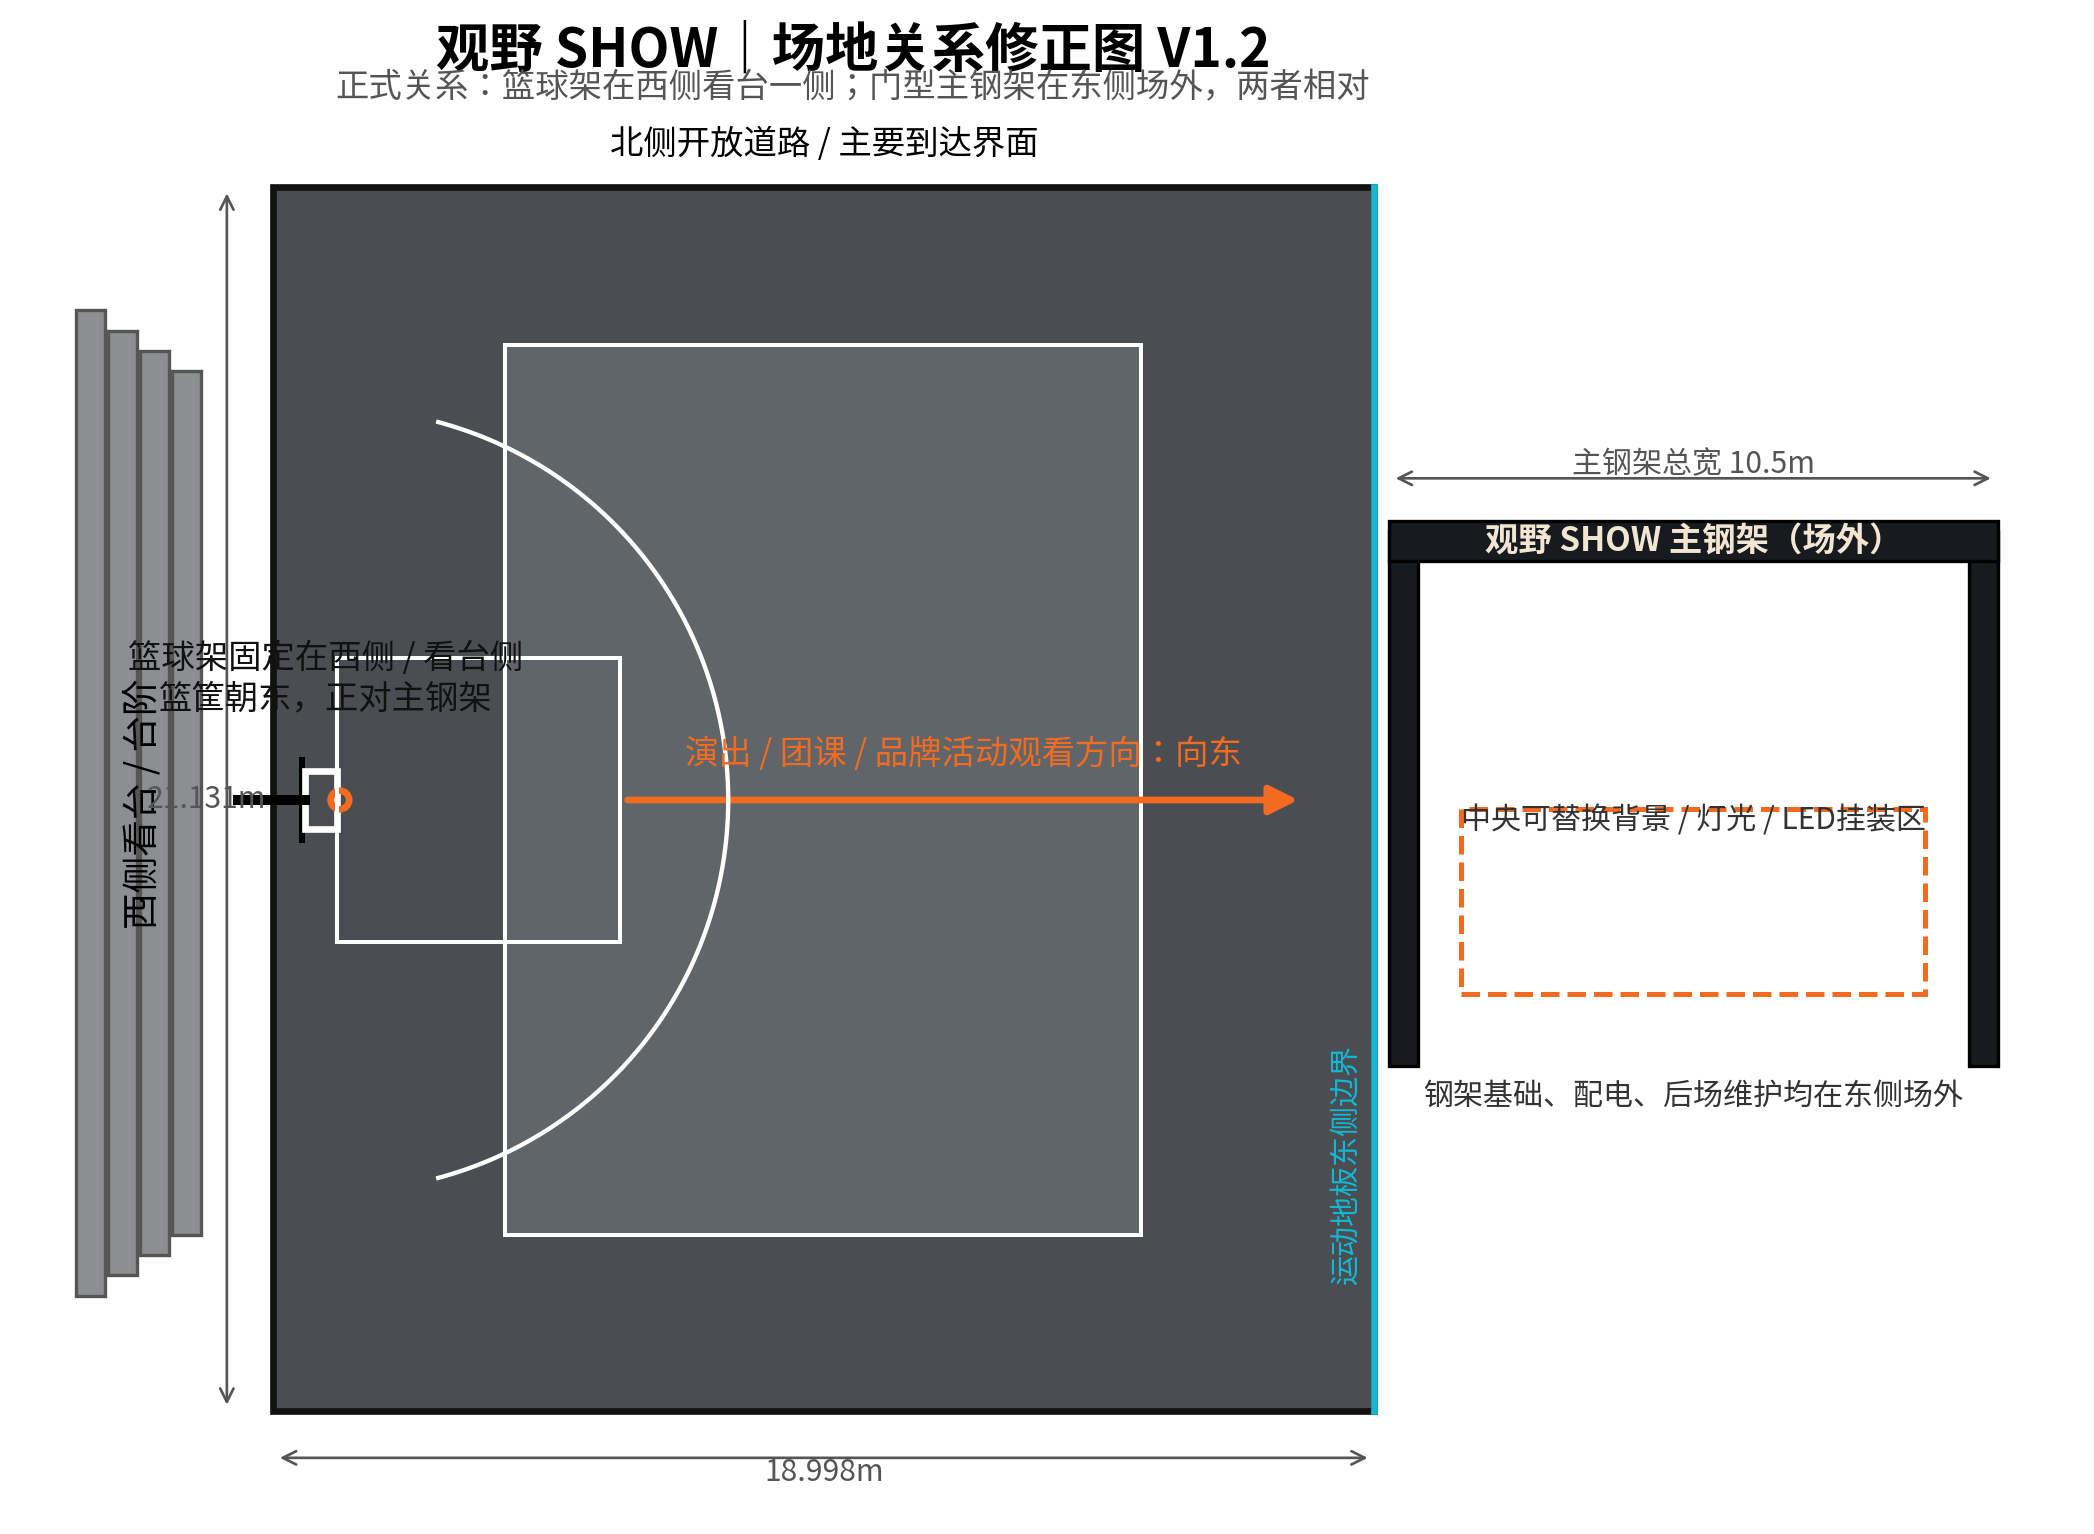 观野 SHOW｜场地关系修正图 V1.2
正式关系：篮球架在西侧看台一侧；门型主钢架在东侧场外，两者相对
北侧开放道路 / 主要到达界面
主钢架总宽 10.5m
观野 SHOW 主钢架（场外）
篮球架固定在西侧 / 看台侧
篮筐朝东，正对主钢架
西侧看台 / 台阶
21.131m
演出 / 团课 / 品牌活动观看方向：向东
中央可替换背景 / 灯光 / LED挂装区
运动地板东侧边界
钢架基础、配电、后场维护均在东侧场外
18.998m